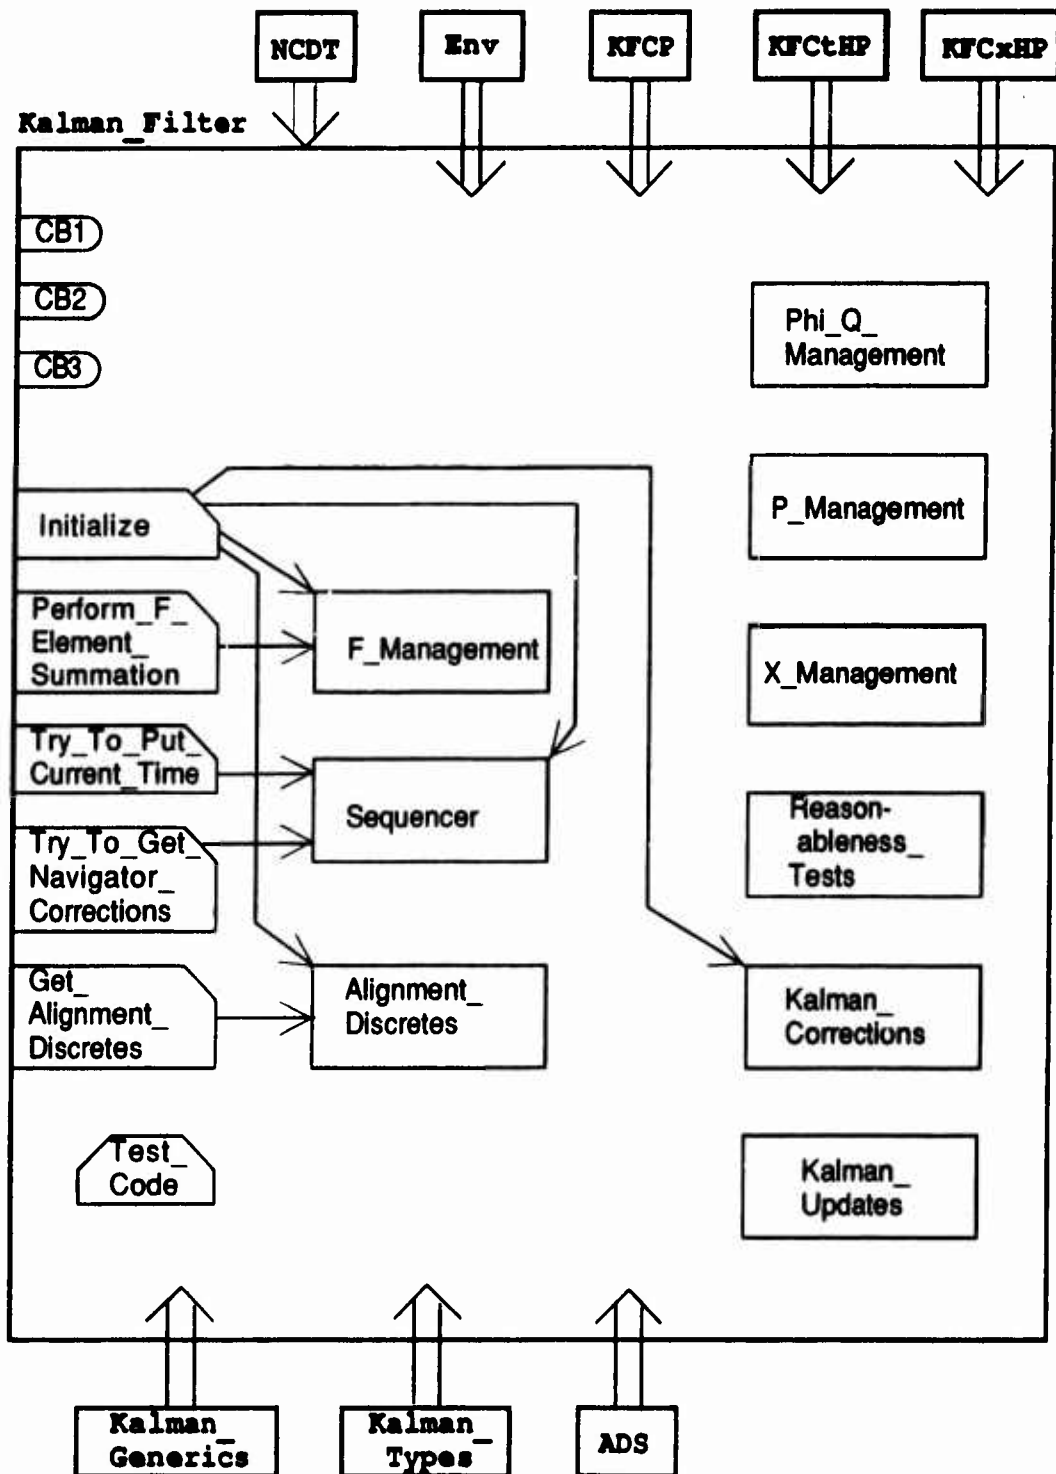 NCDT
Env
KFCP
KFCtHP
KFCxHP
Kalman_Filter
CB1
CB2
CB3
Phi_Q_
Management
Initialize
P_Management
Perform_F_
Element_
Summation
F_Management
X_Management
Try_To_Put_
Current_Time
Sequencer
Reason-
ableness_
Tests
Try_To_Get_
Navigator_
Corrections
Get_
Alignment_
Discretes
Alignment_
Discretes
Kalman_
Corrections
Test_
Code
Kalman_
Updates
Kalman_
Generics
Kalman_
Types
ADS